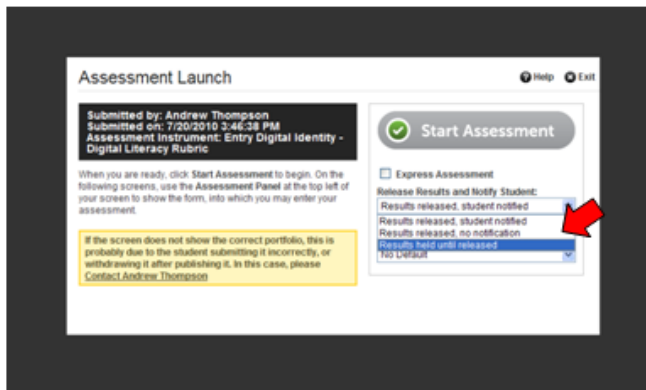 Assessment Launch
Help
Exit
Submitted by: Andrew Thompson
Submitted on: 7/20/2010 3:46:38 PM
Assessment Instrument: Entry Digital Identity -
Digital Literacy Rubric
When you are ready, click Start Assessment to begin. On the
following screens, use the Assessment Panel at the top left of
your screen to show the form, into which you may enter your
assessment.
If the screen does not show the correct portfolio, this is
probably due to the student submitting it incorrectly, or
withdrawing it after publishing it. In this case, please
Contact Andrew Thompson
Start Assessment
Express Assessment
Release Results and Notify Student:
Results released, student notified
Results released, student notified
Results released, no notification
Results held until released
No Default